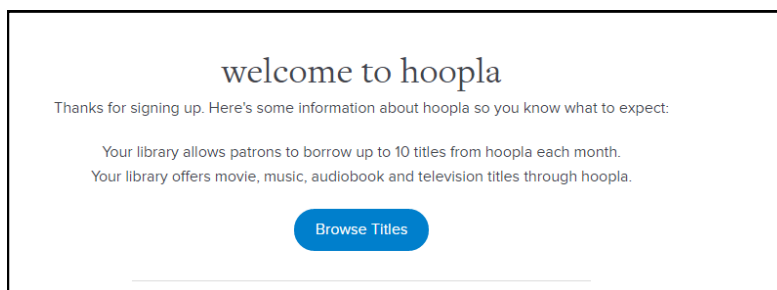 welcome to hoopla
Thanks for signing up. Here's some information about hoopla so you know what to expect:
Your library allows patrons to borrow up to 10 titles from hoopla each month.
Your library offers movie, music, audiobook and television titles through hoopla.
Browse Titles